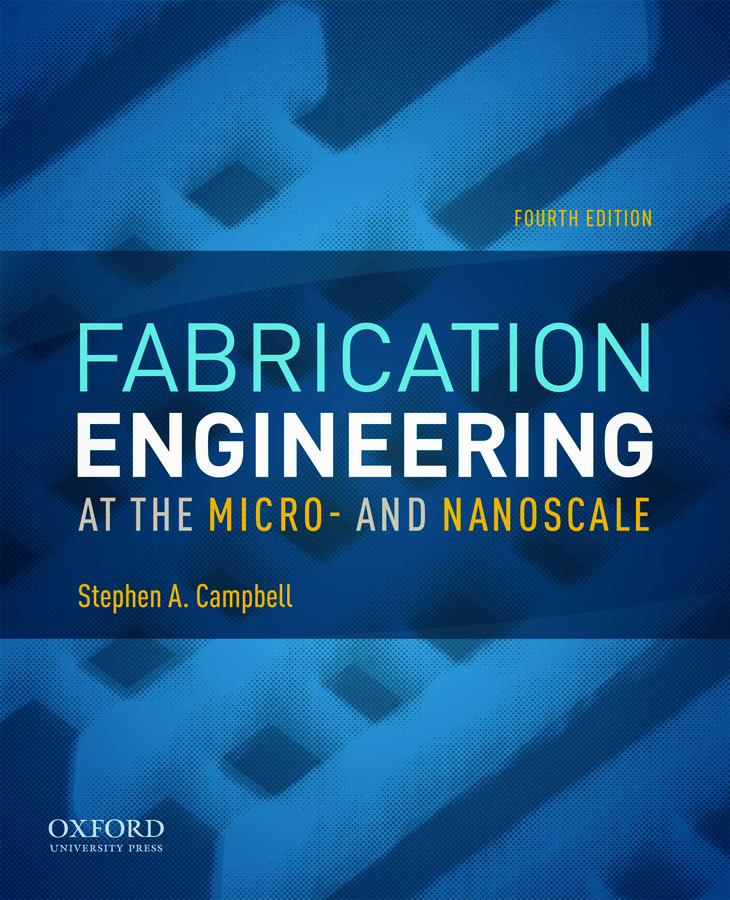 FOURTH EDITION
FABRICATION
ENGINEERING
AT THE MICRO- AND NANOSCALE
Stephen A. Campbell
OXFORD
UNIVERSITY PRESS